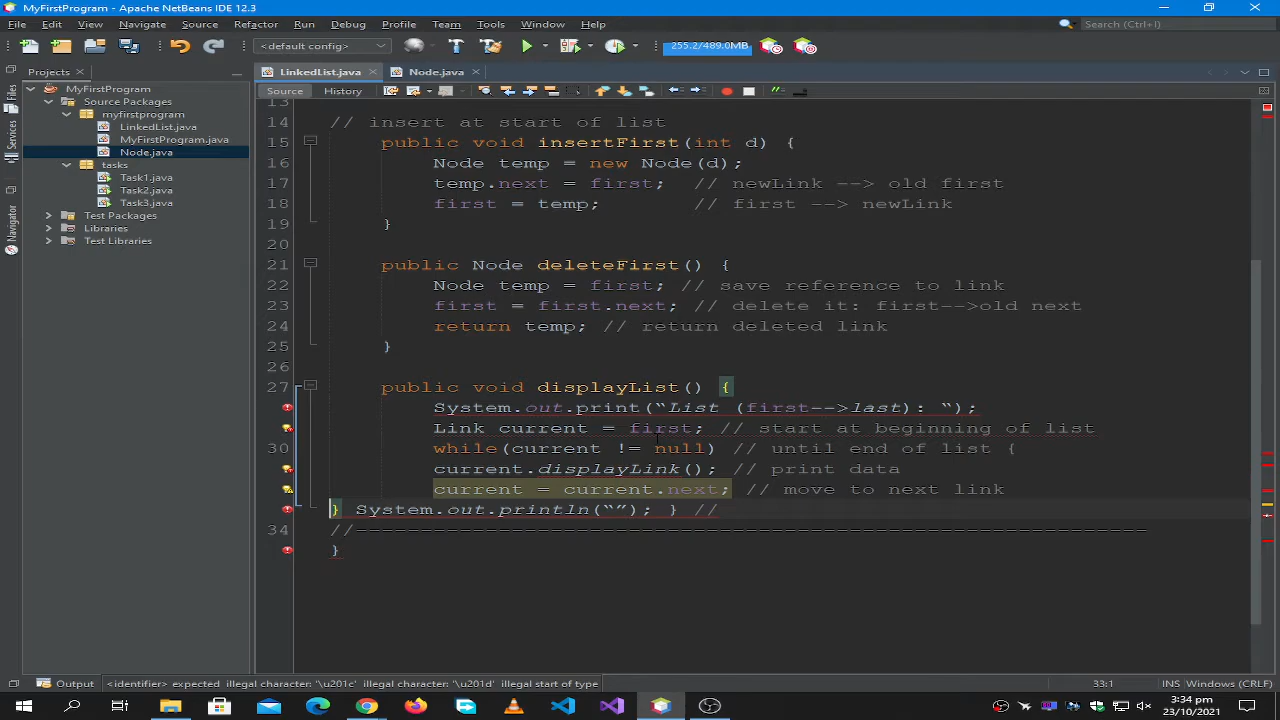 MyFirstProgram - Apache NetBeans IDE 12.3
File Edit View Navigate Source Refactor Run Debug Profile Team Tools Window Help
Search (Ctrl+I)
<default config>
255.2/489.0MB
Projects
LinkedList.java
Node.java
Source
History
Files
Services
Navigator
MyFirstProgram
Source Packages
myfirstprogram
LinkedList.java
MyFirstProgram.java
Node.java
tasks
Task1.java
Task2.java
Task3.java
Test Packages
Libraries
Test Libraries
13
14 // insert at start of list
15 public void insertFirst(int d) {
16 Node temp = new Node(d);
17 temp.next = first; // newLink --> old first
18 first = temp; // first --> newLink
19 }
20
21 public Node deleteFirst() {
22 Node temp = first; // save reference to link
23 first = first.next; // delete it: first-->old next
24 return temp; // return deleted link
25 }
26
27 public void displayList() {
System.out.print(“List (first-->last): “);
Link current = first; // start at beginning of list
30 while(current != null) // until end of list {
current.displayLink(); // print data
current = current.next; // move to next link
} System.out.println(“”); } //
34 //-------------------------------------------------------------
}
Output
<identifier> expected illegal character: '\u201c' illegal character: '\u201d' illegal start of type
33:1
INS
Windows (CRLF)
3:34 pm
23/10/2021